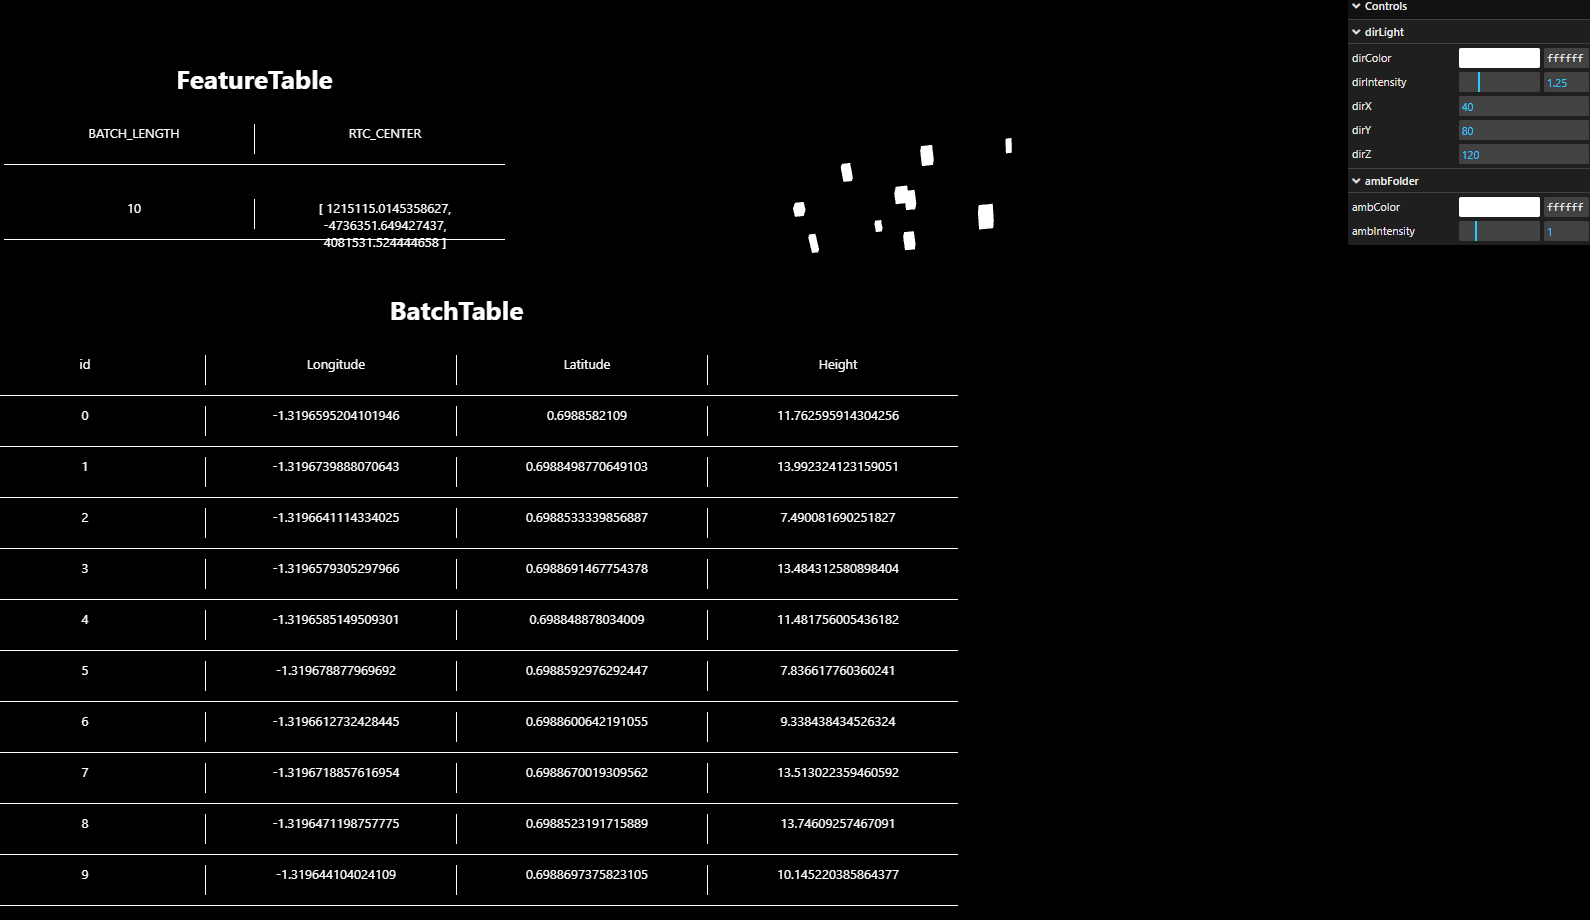 FeatureTable
BATCH_LENGTH RTC_CENTER
10 [ 1215115.0145358627,
-4736351.649427437,
4081531.524444658 ]
BatchTable
id Longitude Latitude Height
0 -1.3196595204101946 0.6988582109 11.762595914304256
1 -1.3196739888070643 0.6988498770649103 13.992324123159051
2 -1.3196641114334025 0.6988533339856887 7.490081690251827
3 -1.3196579305297966 0.6988691467754378 13.484312580898404
4 -1.3196585149509301 0.698848878034009 11.481756005436182
5 -1.319678877969692 0.6988592976292447 7.836617760360241
6 -1.3196612732428445 0.6988600642191055 9.338438434526324
7 -1.3196718857616954 0.6988670019309562 13.513022359460592
8 -1.3196471198757775 0.6988523191715889 13.74609257467091
9 -1.319644104024109 0.6988697375823105 10.145220385864377
Controls
dirLight
dirColor ffffff
dirIntensity 1.25
dirX 40
dirY 80
dirZ 120
ambFolder
ambColor ffffff
ambIntensity 1